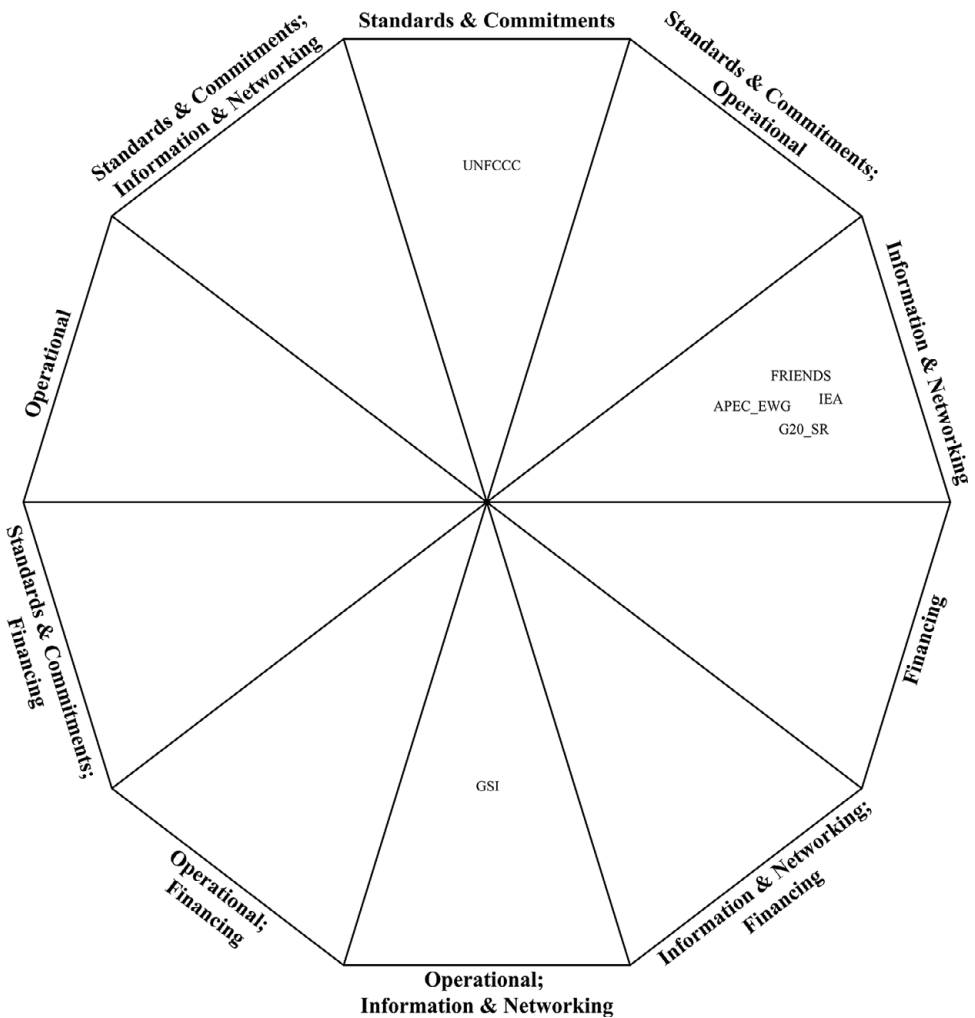 Standards & Commitments
Standards & Commitments;
Operational
Information & Networking
Financing
Information & Networking;
Financing
Operational;
Information & Networking
Operational;
Financing
Standards & Commitments;
Financing
Operational
Standards & Commitments;
Information & Networking
UNFCCC
FRIENDS
IEA
APEC_EWG
G20_SR
GSI